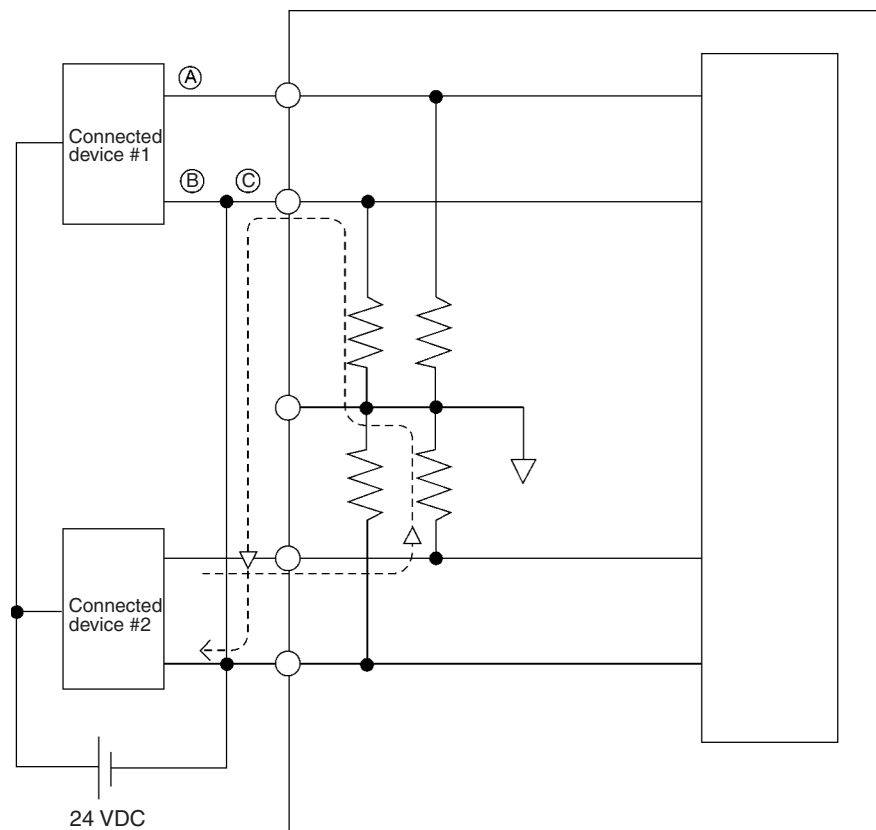 Ⓐ
Connected
device #1
Ⓑ Ⓒ
Connected
device #2
24 VDC